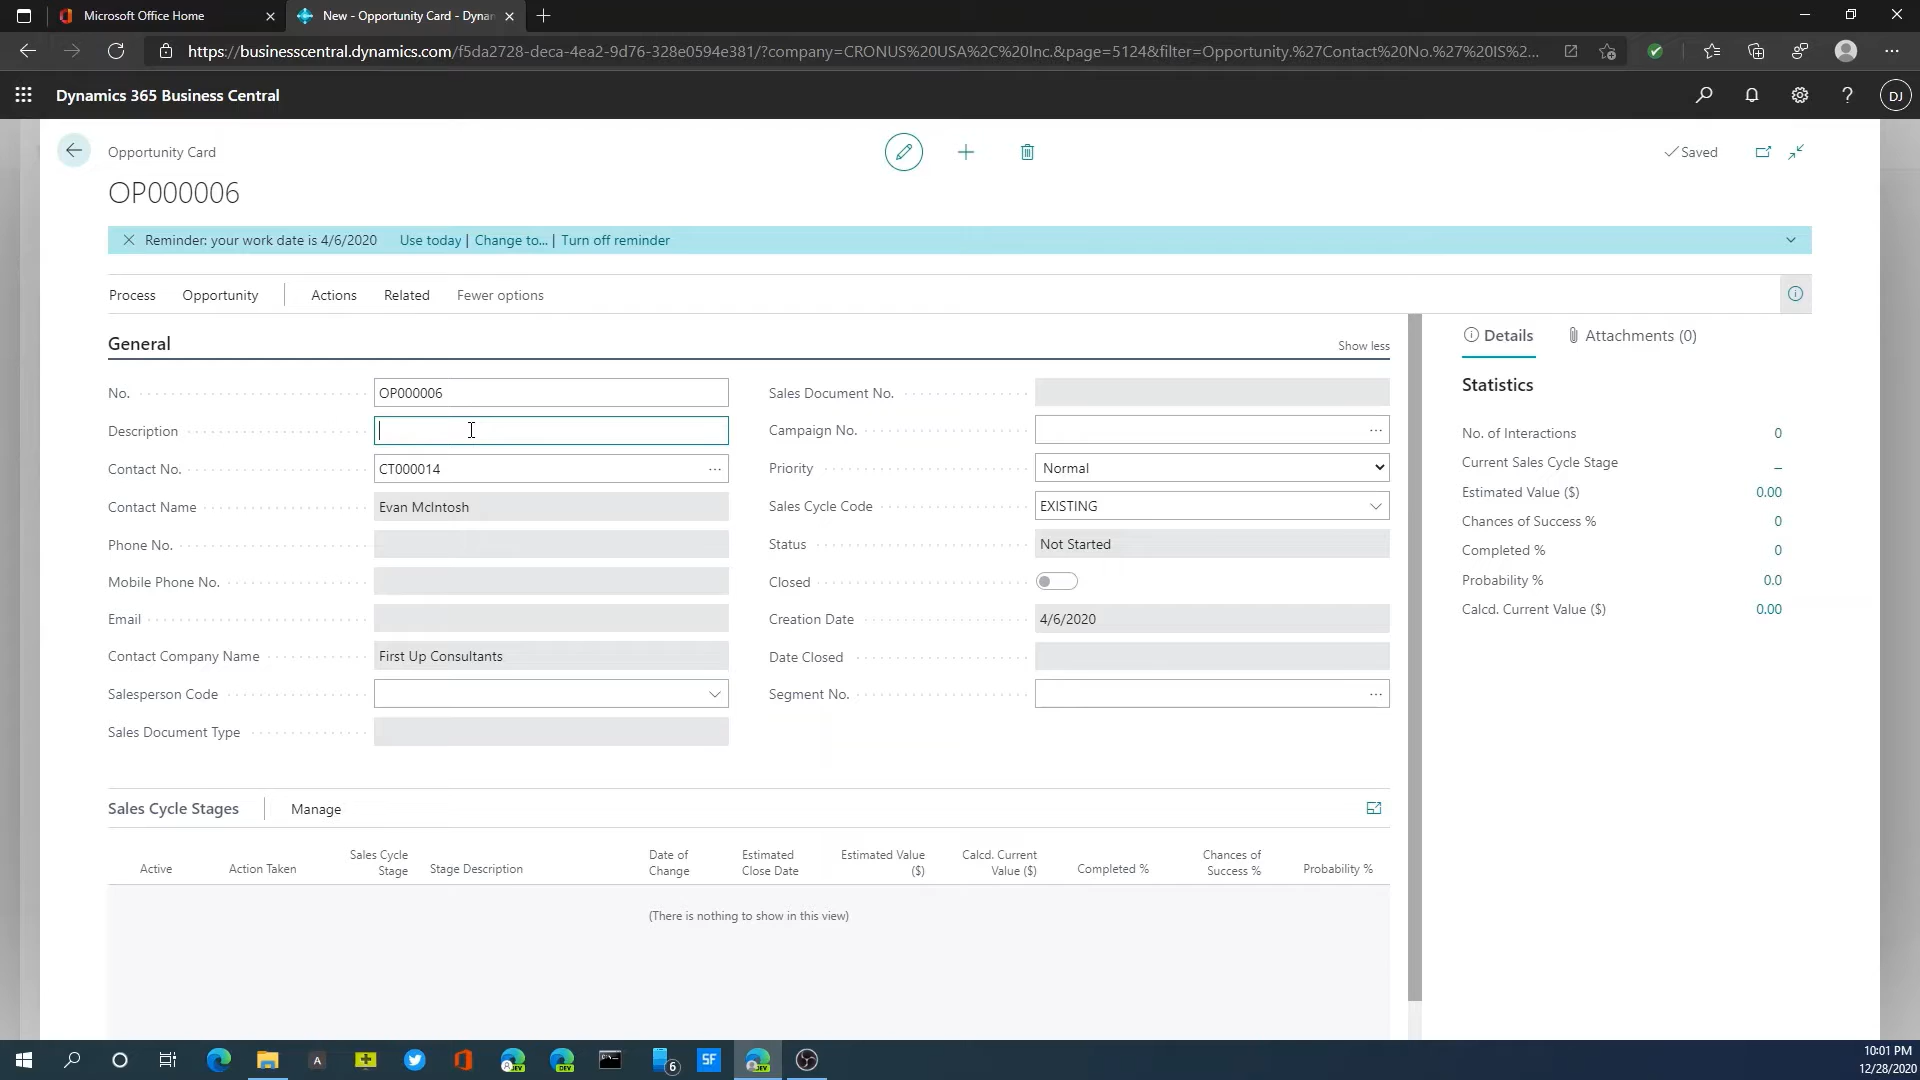 Microsoft Office Home
New - Opportunity Card - Dynam
https://businesscentral.dynamics.com/f5da2728-deca-4ea2-9d76-328e0594e381/?company=CRONUS%20USA%2C%20Inc.&page=5124&filter=Opportunity.%27Contact%20No.%27%20IS%2...
Dynamics 365 Business Central
DJ
Opportunity Card
Saved
OP000006
Reminder: your work date is 4/6/2020 Use today | Change to... | Turn off reminder
Process Opportunity Actions Related Fewer options
General
Show less
No.
OP000006
Description
Contact No.
CT000014
Contact Name
Evan McIntosh
Phone No.
Mobile Phone No.
Email
Contact Company Name
First Up Consultants
Salesperson Code
Sales Document Type
Sales Document No.
Campaign No.
Priority
Normal
Sales Cycle Code
EXISTING
Status
Not Started
Closed
Creation Date
4/6/2020
Date Closed
Segment No.
Details
Attachments (0)
Statistics
No. of Interactions 0
Current Sales Cycle Stage _
Estimated Value ($) 0.00
Chances of Success % 0
Completed % 0
Probability % 0.0
Calcd. Current Value ($) 0.00
Sales Cycle Stages Manage
Active
Action Taken
Sales Cycle
Stage
Stage Description
Date of
Change
Estimated
Close Date
Estimated Value
($)
Calcd. Current
Value ($)
Completed %
Chances of
Success %
Probability %
(There is nothing to show in this view)
A
DEV
DEV
6
SF
DEV
10:01 PM
12/28/2020